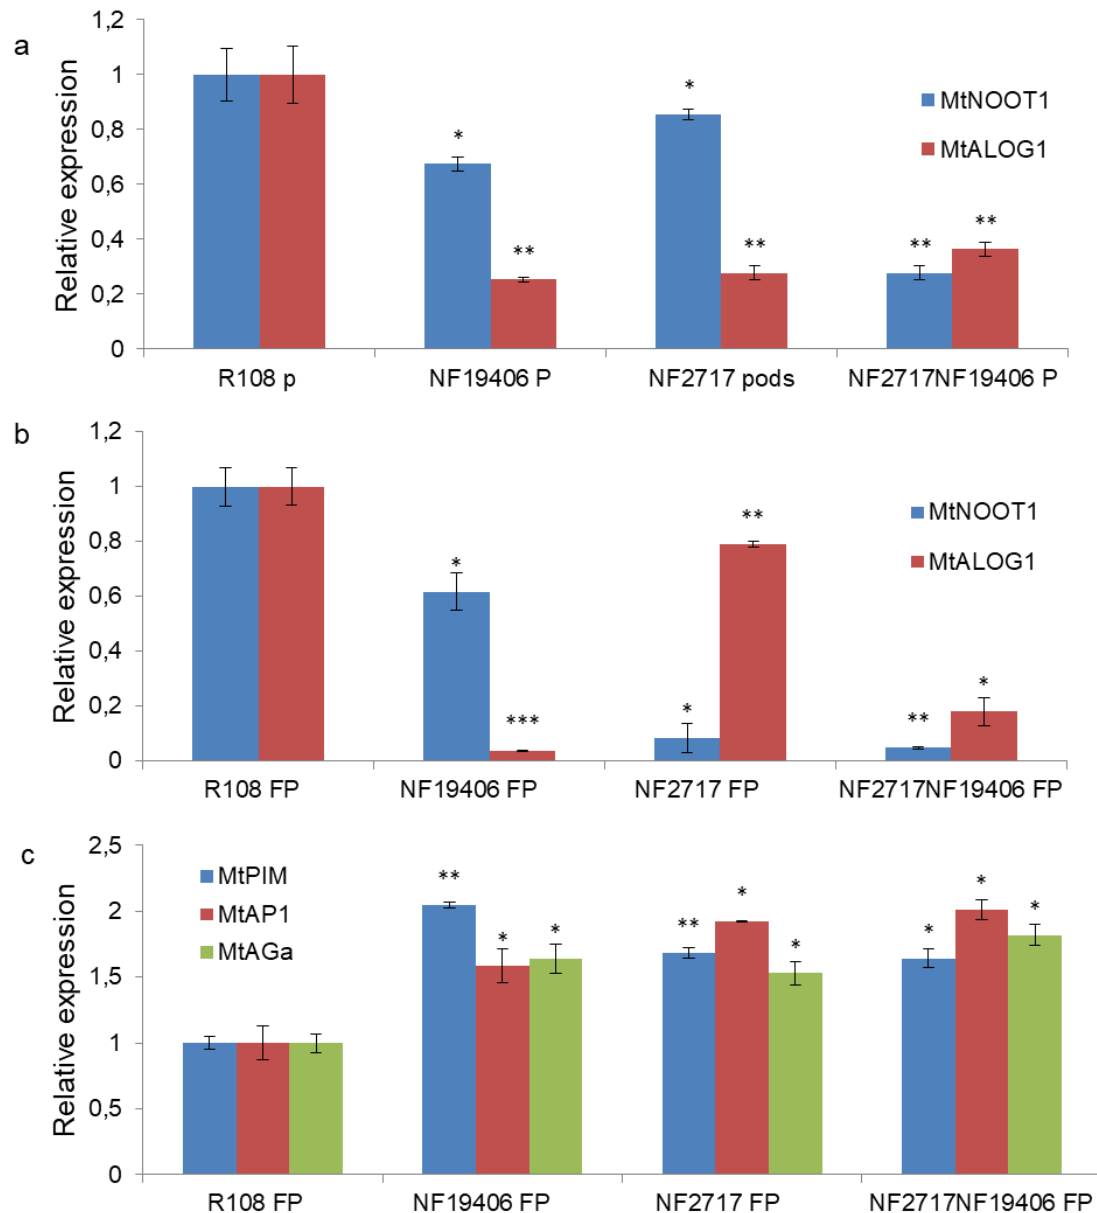 a
Relative expression
1,2
1
0,8
0,6
0,4
0,2
0
*
**
*
**
**
**
MtNOOT1
MtALOG1
R108 p
NF19406 P
NF2717 pods
NF2717NF19406 P
b
Relative expression
1,2
1
0,8
0,6
0,4
0,2
0
*
***
*
**
**
*
MtNOOT1
MtALOG1
R108 FP
NF19406 FP
NF2717 FP
NF2717NF19406 FP
c
Relative expression
2,5
2
1,5
1
0,5
0
MtPIM
MtAP1
MtAGa
**
*
*
**
*
*
*
*
*
R108 FP
NF19406 FP
NF2717 FP
NF2717NF19406 FP